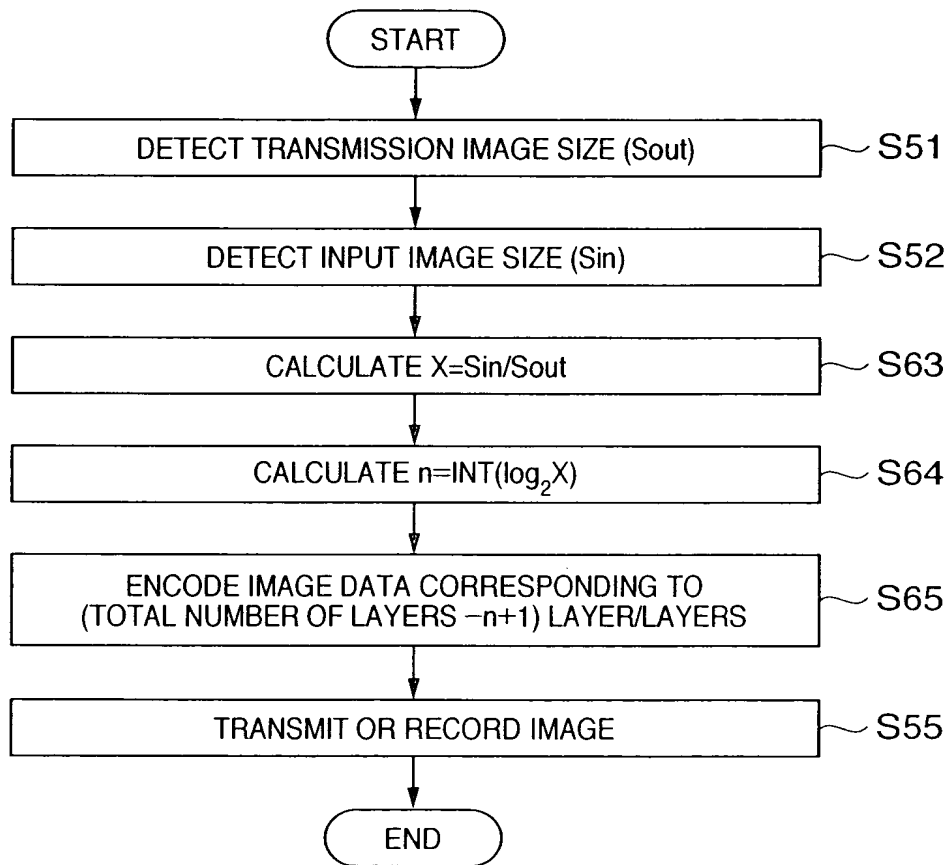 START
DETECT TRANSMISSION IMAGE SIZE (Sout)
S51
DETECT INPUT IMAGE SIZE (Sin)
S52
CALCULATE X=Sin/Sout
S63
CALCULATE n=INT(log₂X)
S64
ENCODE IMAGE DATA CORRESPONDING TO
(TOTAL NUMBER OF LAYERS −n+1) LAYER/LAYERS
S65
TRANSMIT OR RECORD IMAGE
S55
END